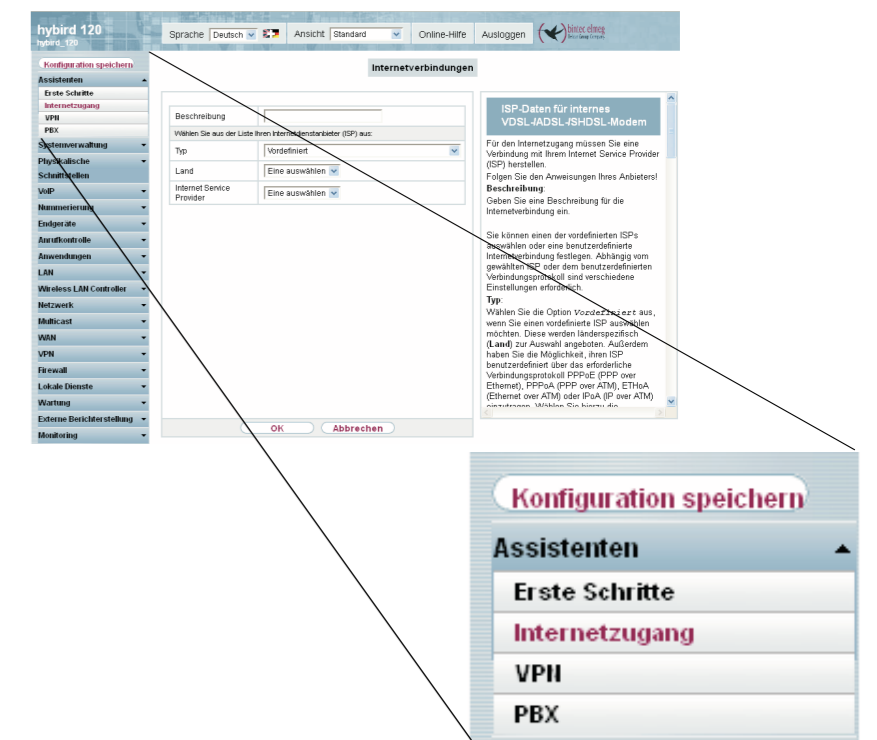 hybird 120
hybird_120
Sprache Deutsch Ansicht Standard Online-Hilfe Ausloggen
bintec elmeg
Konfiguration speichern
Assistenten
Erste Schritte
Internetzugang
VPN
PBX
Systemverwaltung
Physikalische
Schnittstellen
VoIP
Nummerierung
Endgeräte
Anrufkontrolle
Anwendungen
LAN
Wireless LAN Controller
Netzwerk
Multicast
WAN
VPN
Firewall
Lokale Dienste
Wartung
Externe Berichterstellung
Monitoring
Internetverbindungen
Beschreibung
Wählen Sie aus der Liste Ihren Internetdienstanbieter (ISP) aus:
Typ Vordefiniert
Land Eine auswählen
Internet Service
Provider Eine auswählen
OK Abbrechen
ISP-Daten für internes
VDSL-/ADSL-/SHDSL-Modem
Für den Internetzugang müssen Sie eine
Verbindung mit Ihrem Internet Service Provider
(ISP) herstellen.
Folgen Sie den Anweisungen Ihres Anbieters!
Beschreibung:
Geben Sie eine Beschreibung für die
Internetverbindung ein.
Sie können einen der vordefinierten ISPs
auswählen oder eine benutzerdefinierte
Internetverbindung festlegen. Abhängig vom
gewählten ISP oder dem benutzerdefinierten
Verbindungsprotokoll sind verschiedene
Einstellungen erforderlich.
Typ:
Wählen Sie die Option Vordefiniert aus,
wenn Sie einen vordefinierte ISP auswählen
möchten. Diese werden länderspezifisch
(Land) zur Auswahl angeboten. Außerdem
haben Sie die Möglichkeit, ihren ISP
benutzerdefiniert über das erforderliche
Verbindungsprotokoll PPPoE (PPP over
Ethernet), PPPoA (PPP over ATM), ETHoA
(Ethernet over ATM) oder IPoA (IP over ATM)
einzutragen. Wählen Sie hierzu die
Konfiguration speichern
Assistenten
Erste Schritte
Internetzugang
VPN
PBX